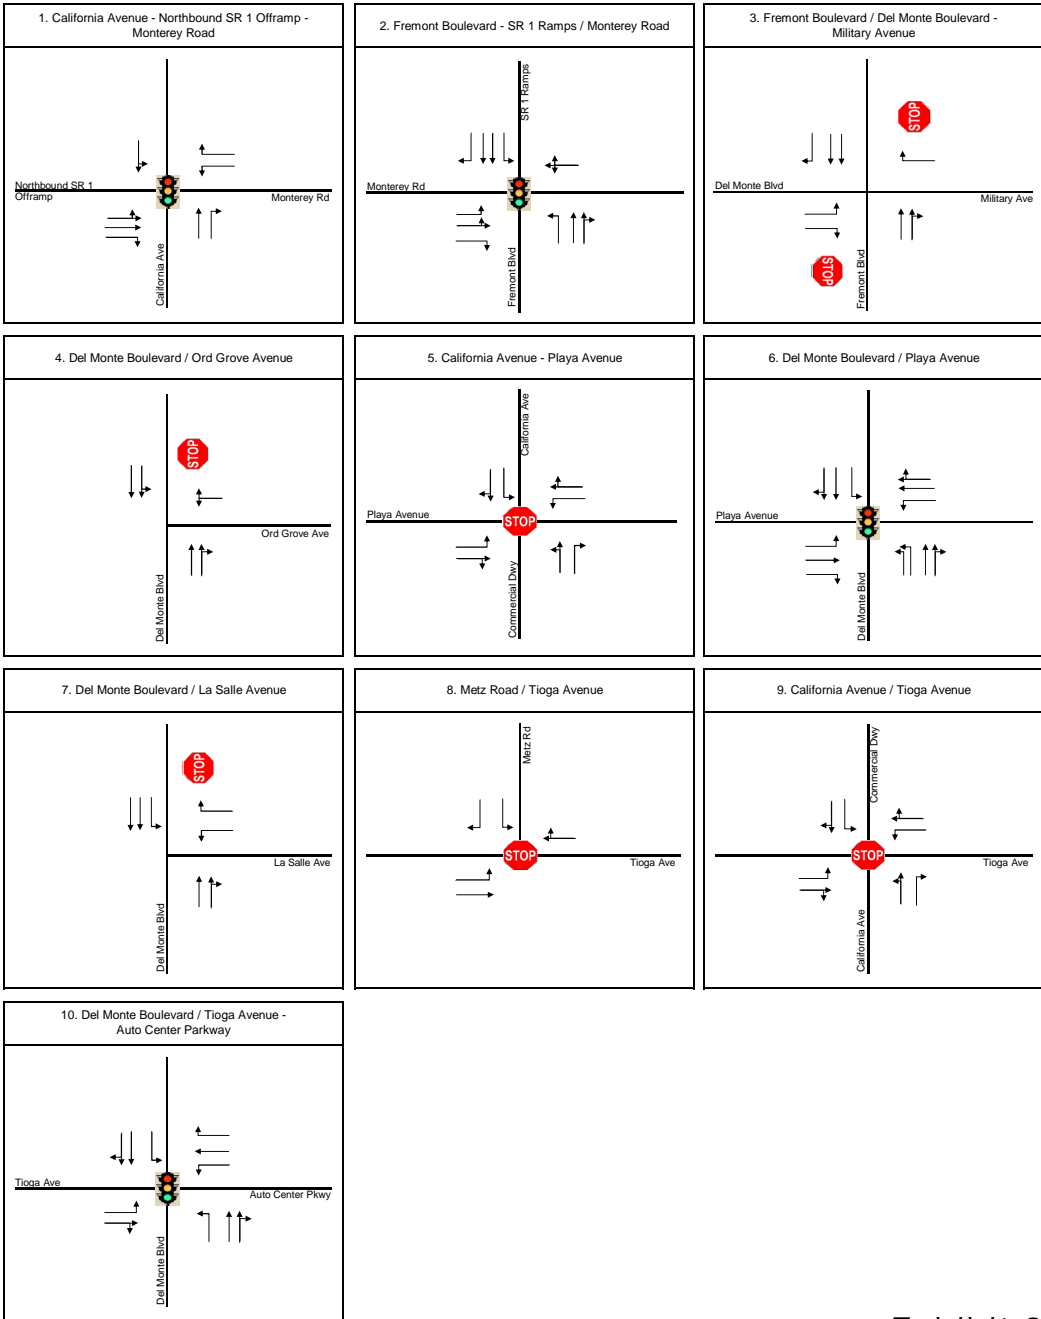 1. California Avenue - Northbound SR 1 Offramp -
Monterey Road
Northbound SR 1
Offramp
Monterey Rd
California Ave
2. Fremont Boulevard - SR 1 Ramps / Monterey Road
SR 1 Ramps
Monterey Rd
Fremont Blvd
3. Fremont Boulevard / Del Monte Boulevard -
Military Avenue
STOP
Del Monte Blvd
Military Ave
STOP
Fremont Blvd
4. Del Monte Boulevard / Ord Grove Avenue
STOP
Ord Grove Ave
Del Monte Blvd
5. California Avenue - Playa Avenue
California Ave
Playa Avenue
STOP
Commercial Dwy
6. Del Monte Boulevard / Playa Avenue
Playa Avenue
Del Monte Blvd
7. Del Monte Boulevard / La Salle Avenue
STOP
La Salle Ave
Del Monte Blvd
8. Metz Road / Tioga Avenue
Metz Rd
STOP
Tioga Ave
9. California Avenue / Tioga Avenue
Commercial Dwy
STOP
Tioga Ave
California Ave
10. Del Monte Boulevard / Tioga Avenue -
Auto Center Parkway
Tioga Ave
Auto Center Pkwy
Del Monte Blvd